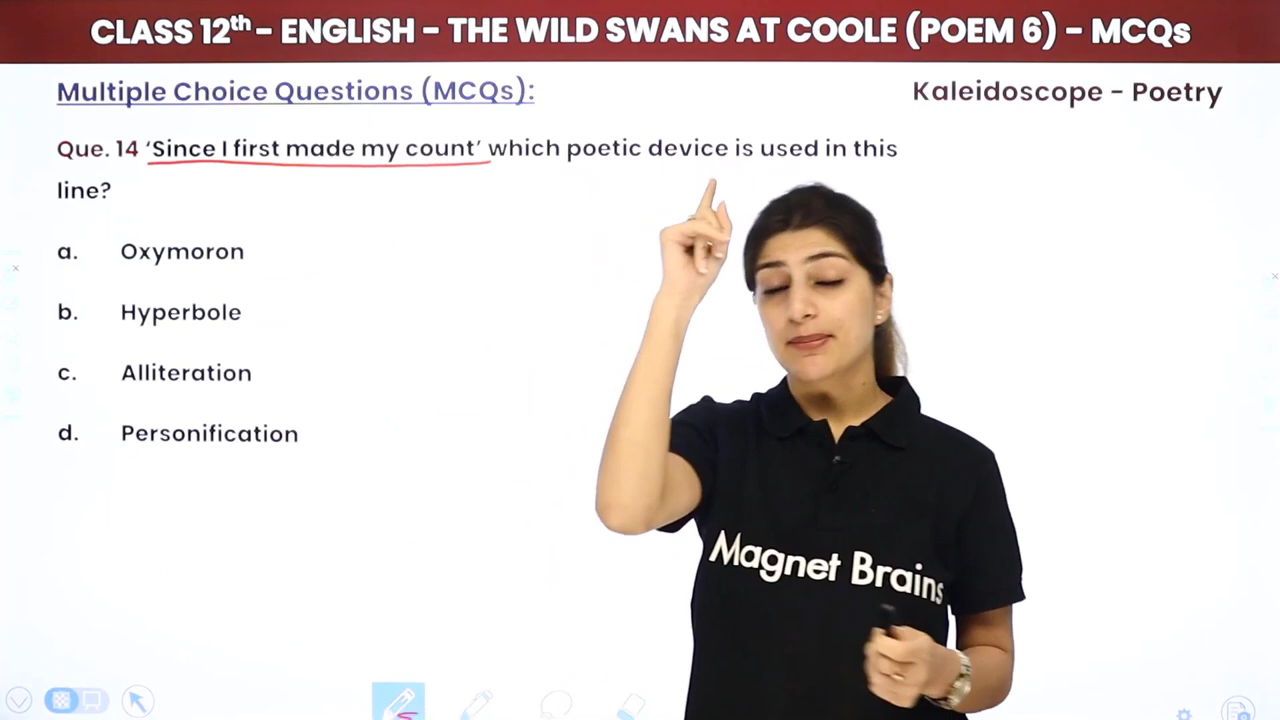 CLASS 12th – ENGLISH – THE WILD SWANS AT COOLE (POEM 6) – MCQs
Multiple Choice Questions (MCQs):
Kaleidoscope – Poetry
Que. 14 ‘Since I first made my count’ which poetic device is used in this
line?
a. Oxymoron
b. Hyperbole
c. Alliteration
d. Personification
Magnet Brains